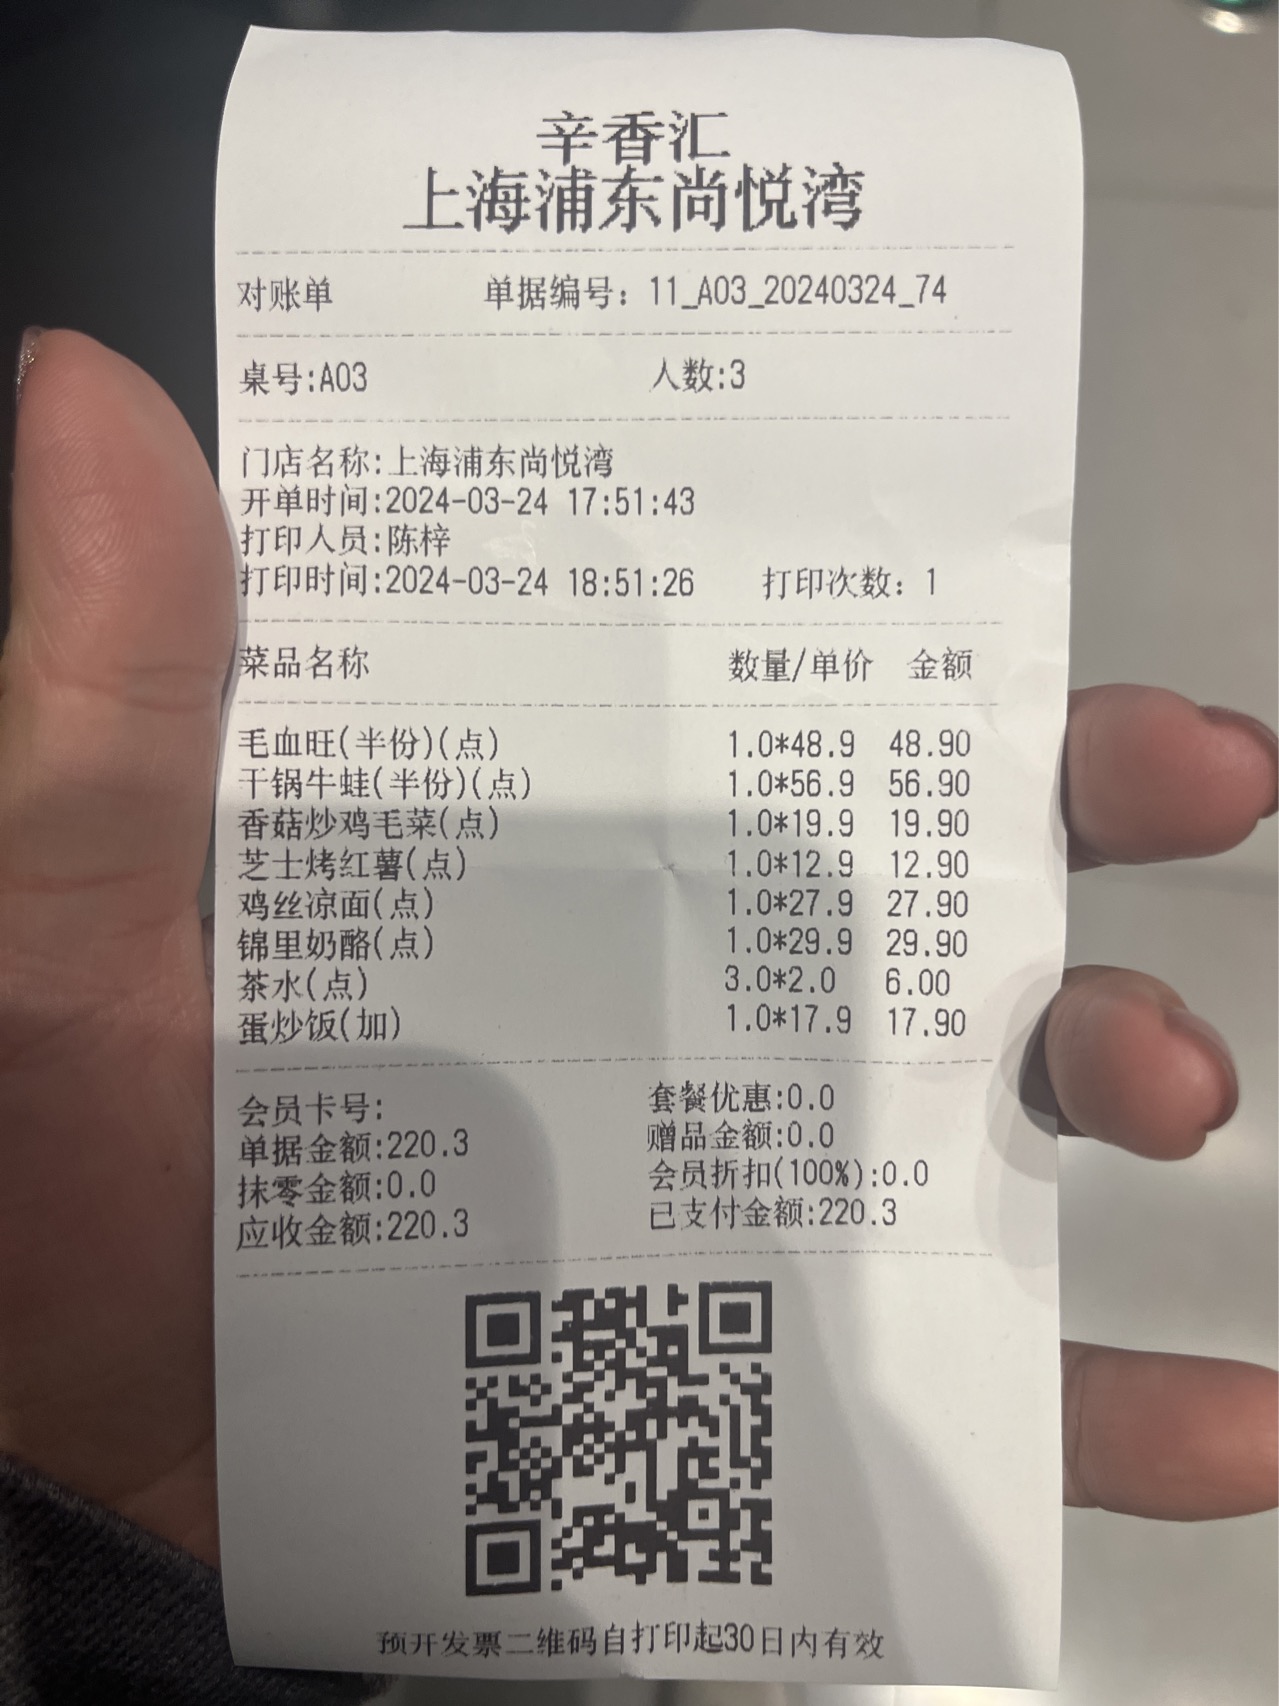 辛香汇
上海浦东尚悦湾
对账单 单据编号：11_A03_20240324_74
桌号:A03 人数:3
门店名称:上海浦东尚悦湾
开单时间:2024-03-24 17:51:43
打印人员:陈梓
打印时间:2024-03-24 18:51:26 打印次数：1
菜品名称 数量/单价 金额
毛血旺(半份)(点) 1.0*48.9 48.90
干锅牛蛙(半份)(点) 1.0*56.9 56.90
香菇炒鸡毛菜(点) 1.0*19.9 19.90
芝士烤红薯(点) 1.0*12.9 12.90
鸡丝凉面(点) 1.0*27.9 27.90
锦里奶酪(点) 1.0*29.9 29.90
茶水(点) 3.0*2.0 6.00
蛋炒饭(加) 1.0*17.9 17.90
会员卡号: 套餐优惠:0.0
单据金额:220.3 赠品金额:0.0
抹零金额:0.0 会员折扣(100%):0.0
应收金额:220.3 已支付金额:220.3
预开发票二维码自打印起30日内有效